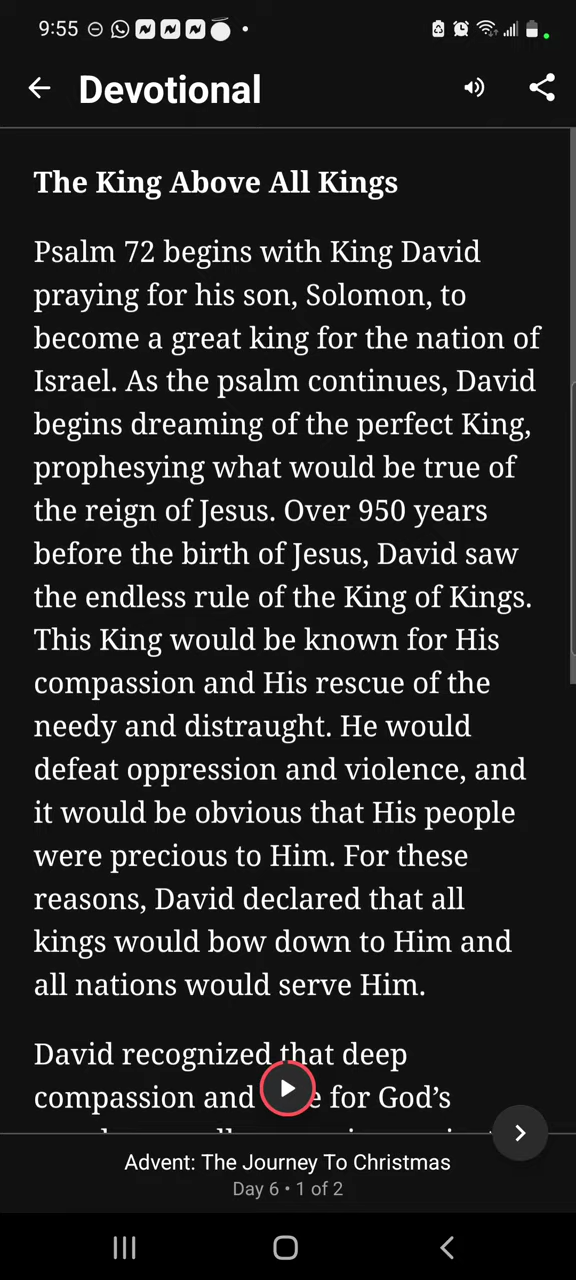 9:55
Devotional
The King Above All Kings
Psalm 72 begins with King David
praying for his son, Solomon, to
become a great king for the nation of
Israel. As the psalm continues, David
begins dreaming of the perfect King,
prophesying what would be true of
the reign of Jesus. Over 950 years
before the birth of Jesus, David saw
the endless rule of the King of Kings.
This King would be known for His
compassion and His rescue of the
needy and distraught. He would
defeat oppression and violence, and
it would be obvious that His people
were precious to Him. For these
reasons, David declared that all
kings would bow down to Him and
all nations would serve Him.
David recognized that deep
compassion and for God’s
Advent: The Journey To Christmas
Day 6 • 1 of 2